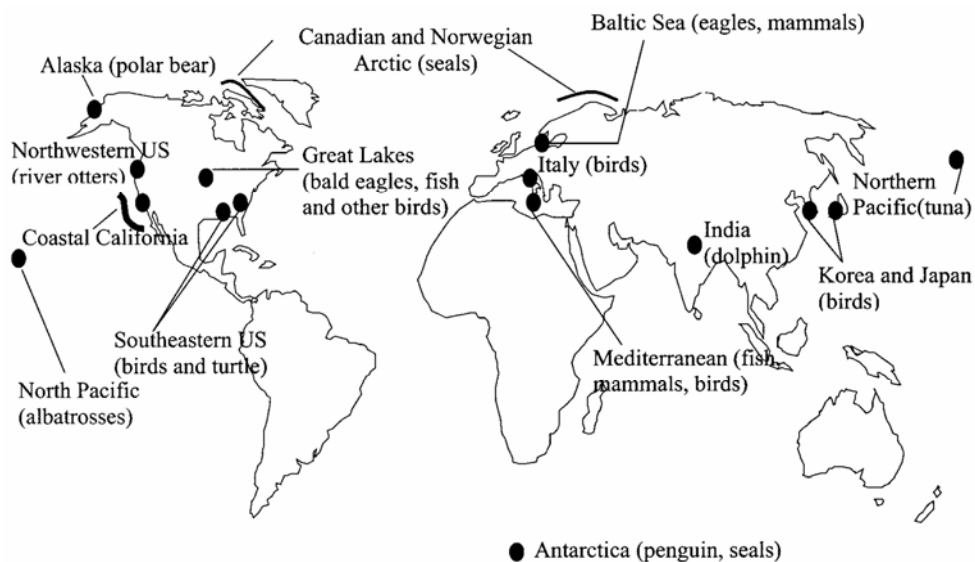 Baltic Sea (eagles, mammals)
Canadian and Norwegian
Arctic (seals)
Alaska (polar bear)
Northwestern US
(river otters)
Great Lakes
(bald eagles, fish
and other birds)
Italy (birds)
Northern
Pacific(tuna)
Coastal California
India
(dolphin)
Korea and Japan
(birds)
Southeastern US
(birds and turtle)
Mediterranean (fish,
mammals, birds)
North Pacific
(albatrosses)
Antarctica (penguin, seals)